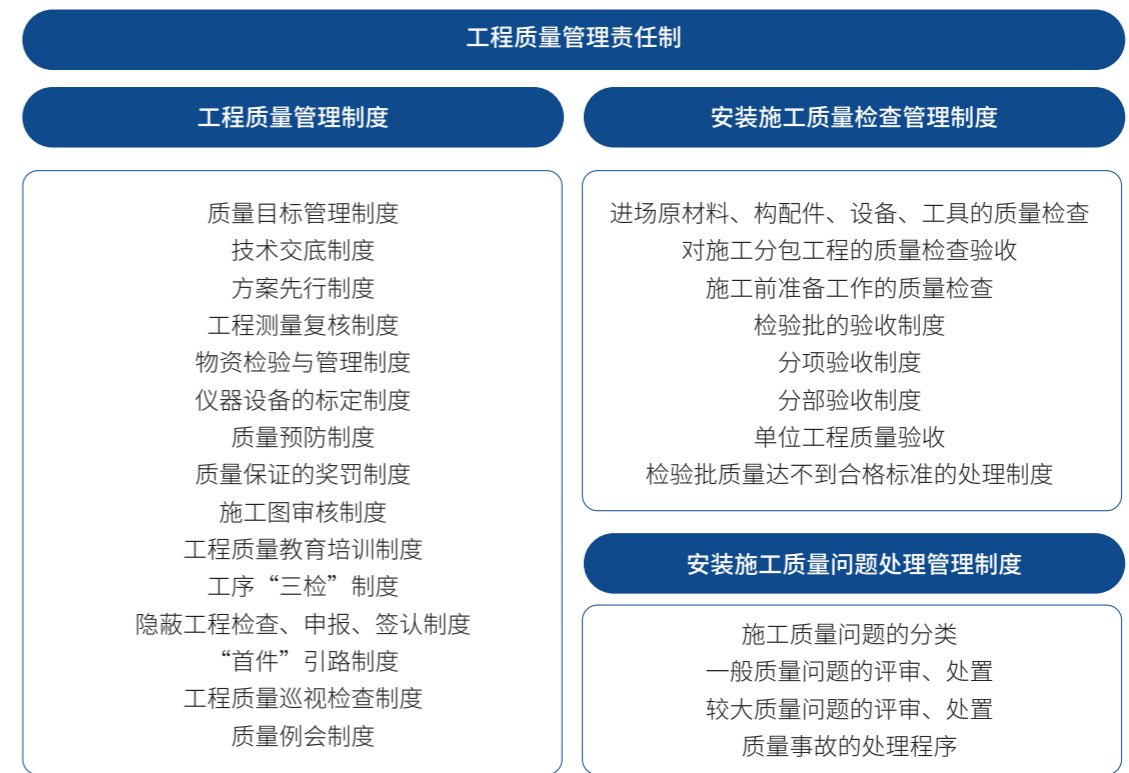 工程质量管理责任制
工程质量管理制度
质量目标管理制度
技术交底制度
方案先行制度
工程测量复核制度
物资检验与管理制度
仪器设备的标定制度
质量预防制度
质量保证的奖罚制度
施工图审核制度
工程质量教育培训制度
工序“三检”制度
隐蔽工程检查、申报、签认制度
“首件”引路制度
工程质量巡视检查制度
质量例会制度
安装施工质量检查管理制度
进场原材料、构配件、设备、工具的质量检查
对施工分包工程的质量检查验收
施工前准备工作的质量检查
检验批的验收制度
分项验收制度
分部验收制度
单位工程质量验收
检验批质量达不到合格标准的处理制度
安装施工质量问题处理管理制度
施工质量问题的分类
一般质量问题的评审、处置
较大质量问题的评审、处置
质量事故的处理程序